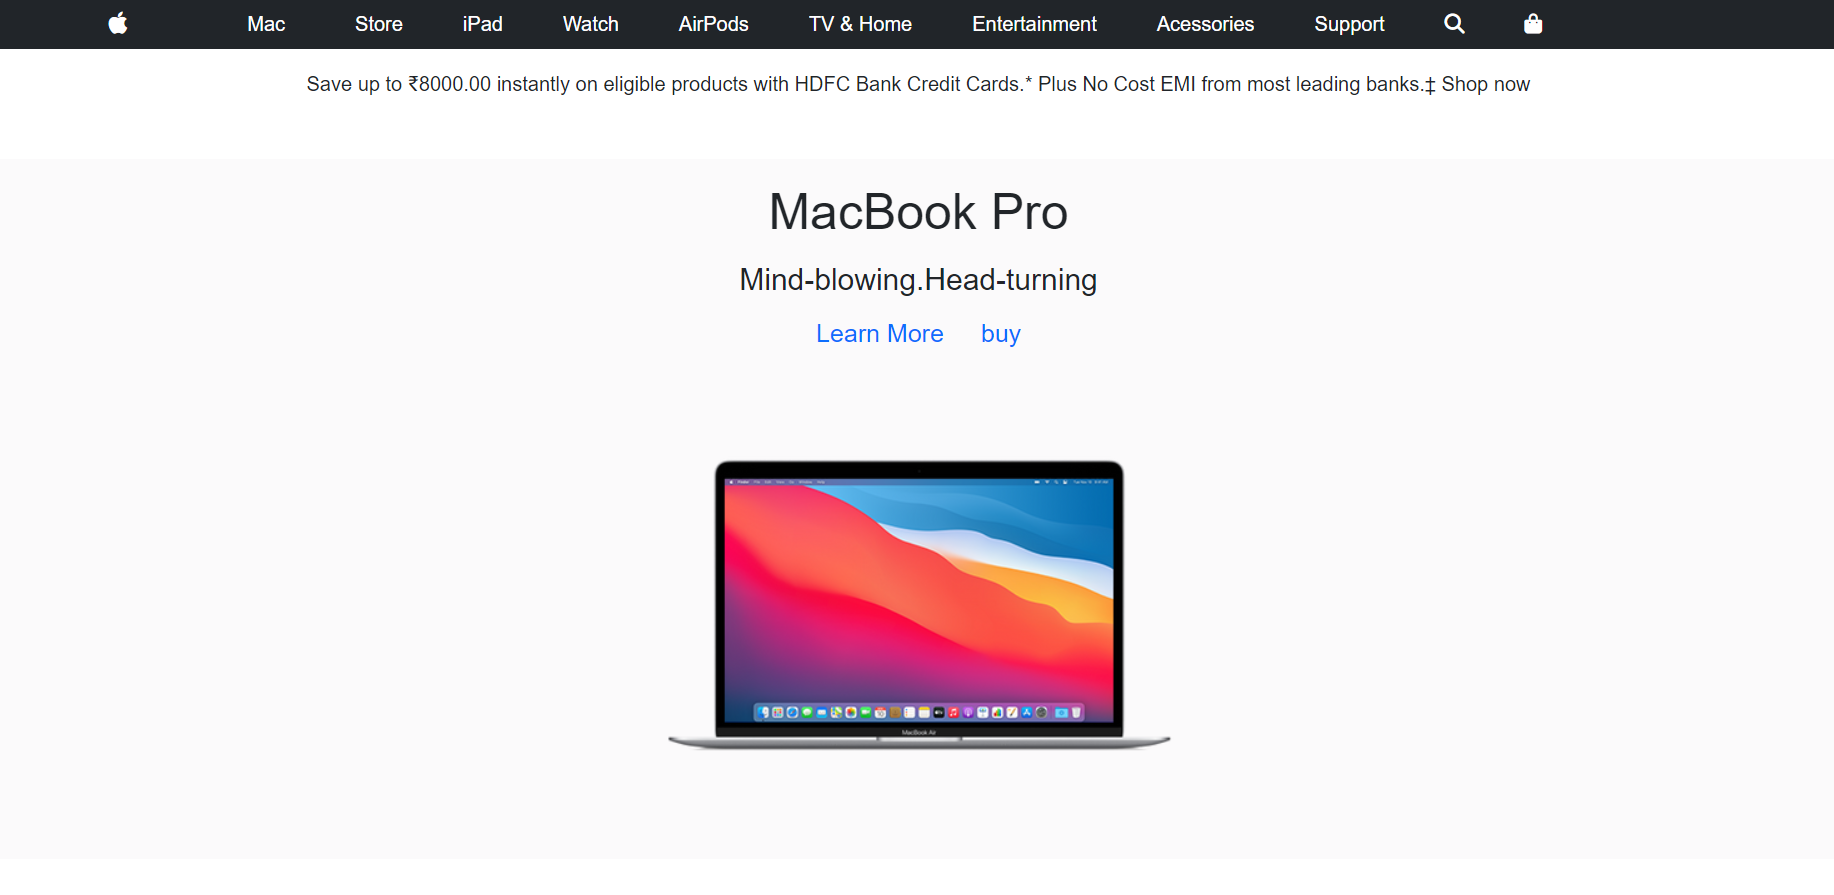 Mac Store iPad Watch AirPods TV & Home Entertainment Acessories Support
Save up to ₹8000.00 instantly on eligible products with HDFC Bank Credit Cards.* Plus No Cost EMI from most leading banks.‡ Shop now
MacBook Pro
Mind-blowing.Head-turning
Learn More buy
MacBook Air